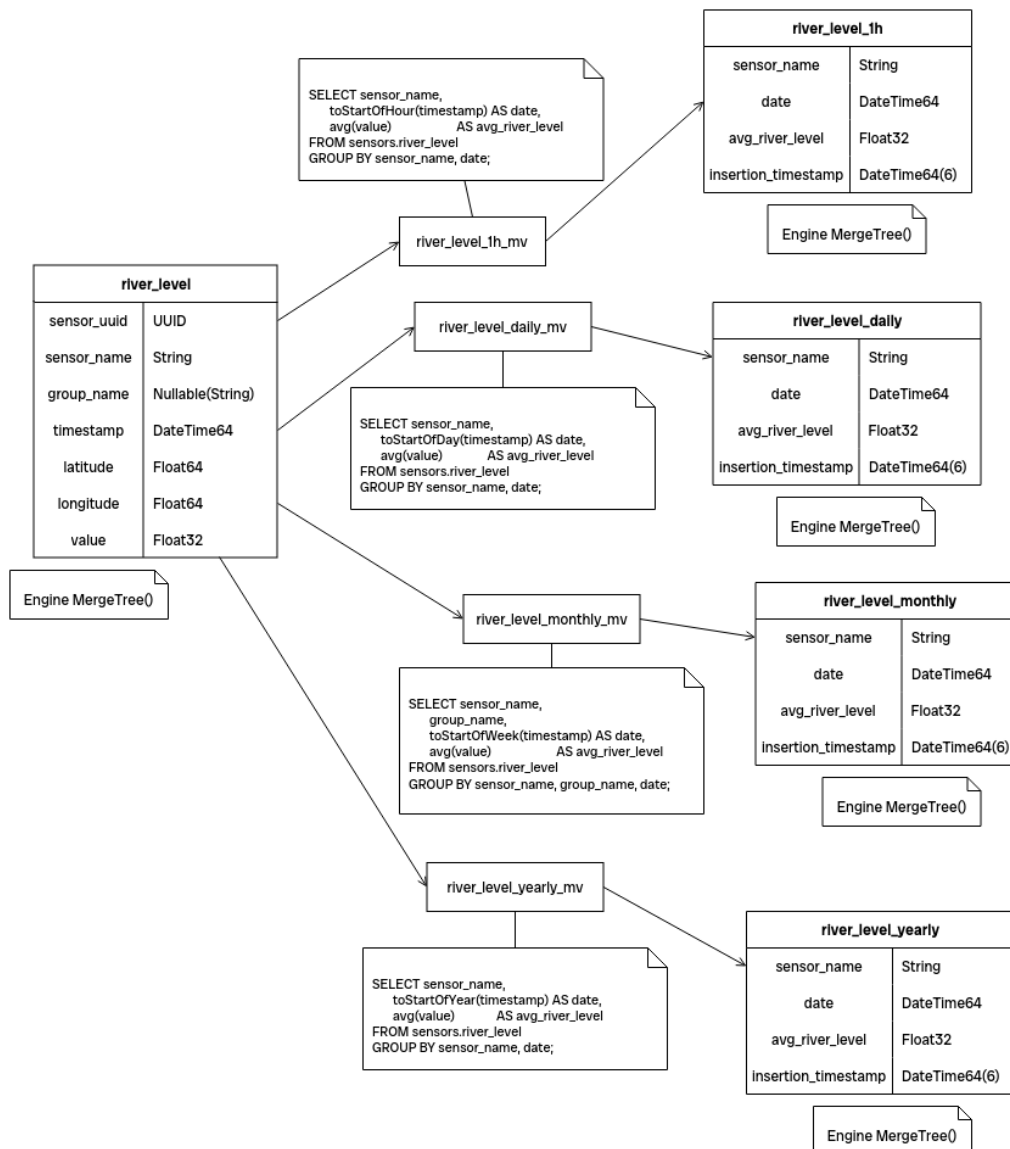 river_level_1h
sensor_name String
date DateTime64
avg_river_level Float32
insertion_timestamp DateTime64(6)
Engine MergeTree()
SELECT sensor_name,
toStartOfHour(timestamp) AS date,
avg(value) AS avg_river_level
FROM sensors.river_level
GROUP BY sensor_name, date;
river_level_1h_mv
river_level
sensor_uuid UUID
sensor_name String
group_name Nullable(String)
timestamp DateTime64
latitude Float64
longitude Float64
value Float32
Engine MergeTree()
river_level_daily_mv
SELECT sensor_name,
toStartOfDay(timestamp) AS date,
avg(value) AS avg_river_level
FROM sensors.river_level
GROUP BY sensor_name, date;
river_level_daily
sensor_name String
date DateTime64
avg_river_level Float32
insertion_timestamp DateTime64(6)
Engine MergeTree()
river_level_monthly_mv
SELECT sensor_name,
group_name,
toStartOfWeek(timestamp) AS date,
avg(value) AS avg_river_level
FROM sensors.river_level
GROUP BY sensor_name, group_name, date;
river_level_monthly
sensor_name String
date DateTime64
avg_river_level Float32
insertion_timestamp DateTime64(6)
Engine MergeTree()
river_level_yearly_mv
SELECT sensor_name,
toStartOfYear(timestamp) AS date,
avg(value) AS avg_river_level
FROM sensors.river_level
GROUP BY sensor_name, date;
river_level_yearly
sensor_name String
date DateTime64
avg_river_level Float32
insertion_timestamp DateTime64(6)
Engine MergeTree()